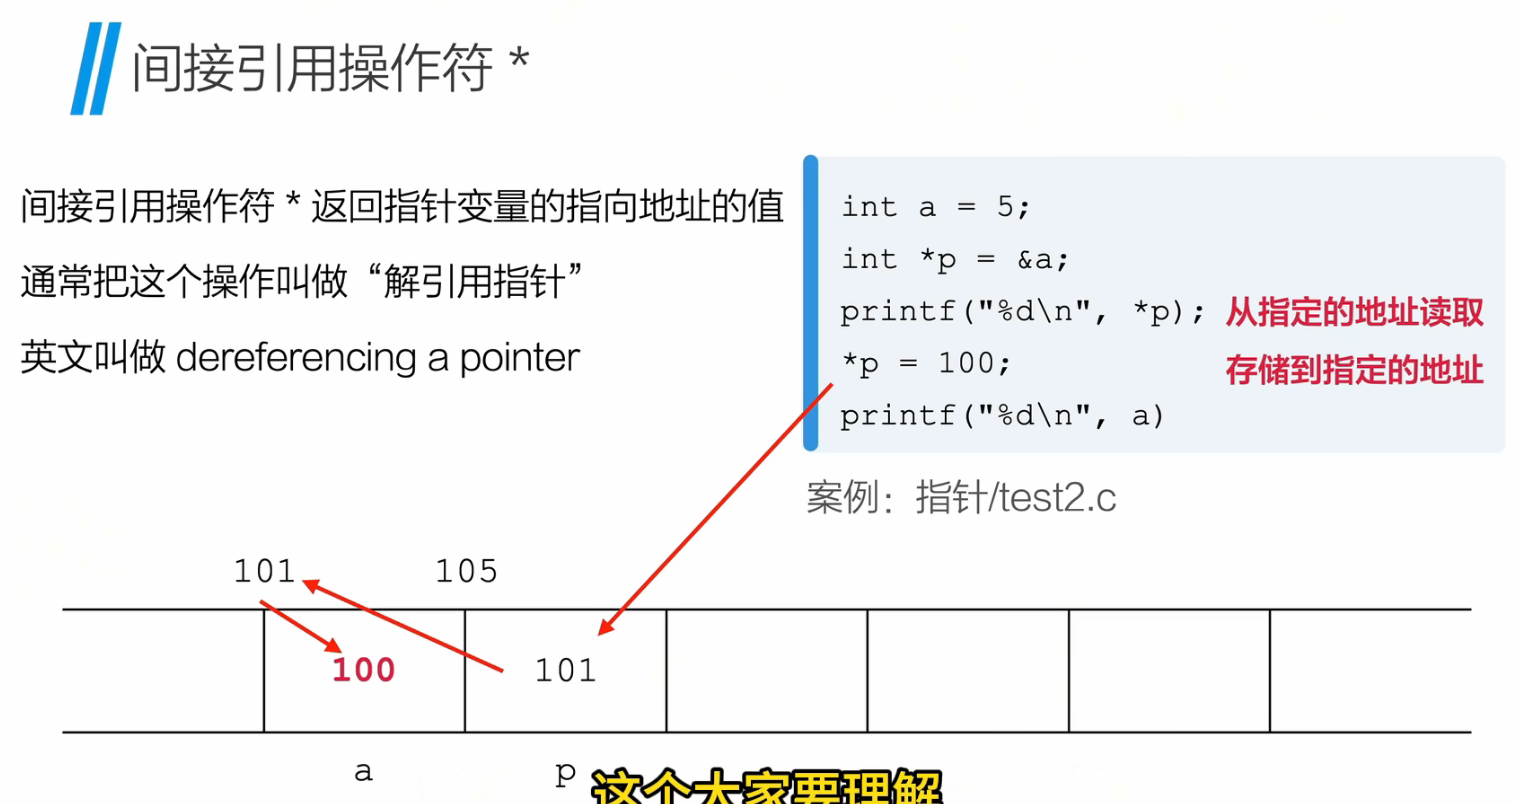 间接引用操作符 *
间接引用操作符 * 返回指针变量的指向地址的值
通常把这个操作叫做“解引用指针”
英文叫做 dereferencing a pointer
int a = 5;
int *p = &a;
printf("%d\n", *p); 从指定的地址读取
*p = 100; 存储到指定的地址
printf("%d\n", a)
案例：指针/test2.c
101 105
100 101
a p
这个大家要理解